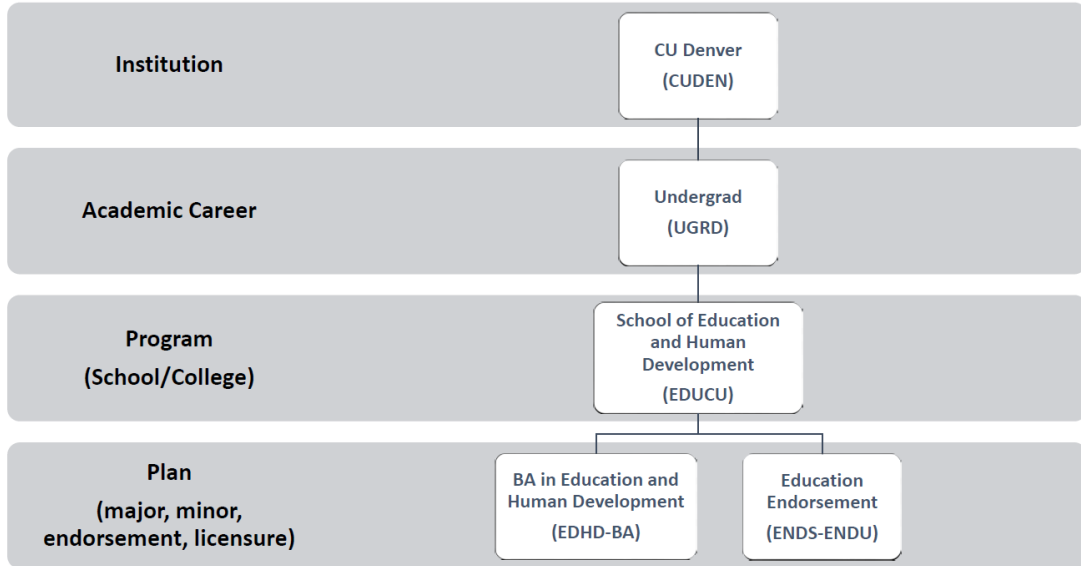 Institution
CU Denver
(CUDEN)
Academic Career
Undergrad
(UGRD)
Program
(School/College)
School of Education
and Human
Development
(EDUCU)
Plan
(major, minor,
endorsement, licensure)
BA in Education and
Human Development
(EDHD-BA)
Education
Endorsement
(ENDS-ENDU)